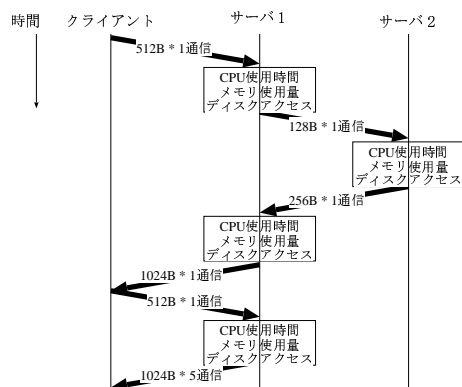 時間
クライアント
サーバ1
サーバ2
512B * 1通信
CPU使用時間
メモリ使用量
ディスクアクセス
128B * 1通信
CPU使用時間
メモリ使用量
ディスクアクセス
256B * 1通信
CPU使用時間
メモリ使用量
ディスクアクセス
1024B * 1通信
512B * 1通信
CPU使用時間
メモリ使用量
ディスクアクセス
1024B * 5通信